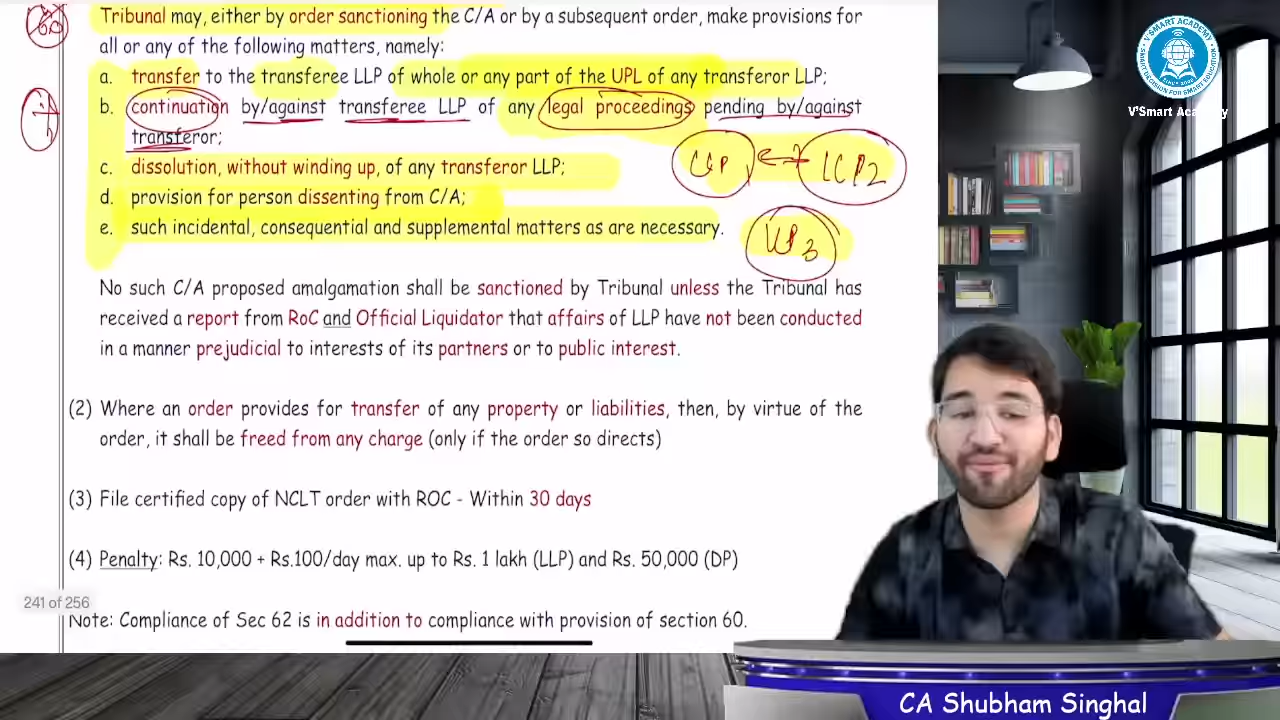 Tribunal may, either by order sanctioning the C/A or by a subsequent order, make provisions for
all or any of the following matters, namely:
a. transfer to the transferee LLP of whole or any part of the UPL of any transferor LLP;
b. continuation by/against transferee LLP of any legal proceedings pending by/against
transferor;
c. dissolution, without winding up, of any transferor LLP;
d. provision for person dissenting from C/A;
e. such incidental, consequential and supplemental matters as are necessary.
LLP1 LLP2
LLP3
No such C/A proposed amalgamation shall be sanctioned by Tribunal unless the Tribunal has
received a report from RoC and Official Liquidator that affairs of LLP have not been conducted
in a manner prejudicial to interests of its partners or to public interest.
(2) Where an order provides for transfer of any property or liabilities, then, by virtue of the
order, it shall be freed from any charge (only if the order so directs)
(3) File certified copy of NCLT order with ROC - Within 30 days
(4) Penalty: Rs. 10,000 + Rs.100/day max. up to Rs. 1 lakh (LLP) and Rs. 50,000 (DP)
241 of 256
Note: Compliance of Sec 62 is in addition to compliance with provision of section 60.
V'SMART ACADEMY
SMART DECISION FOR SMART EDUCATION
V'Smart Academy
CA Shubham Singhal